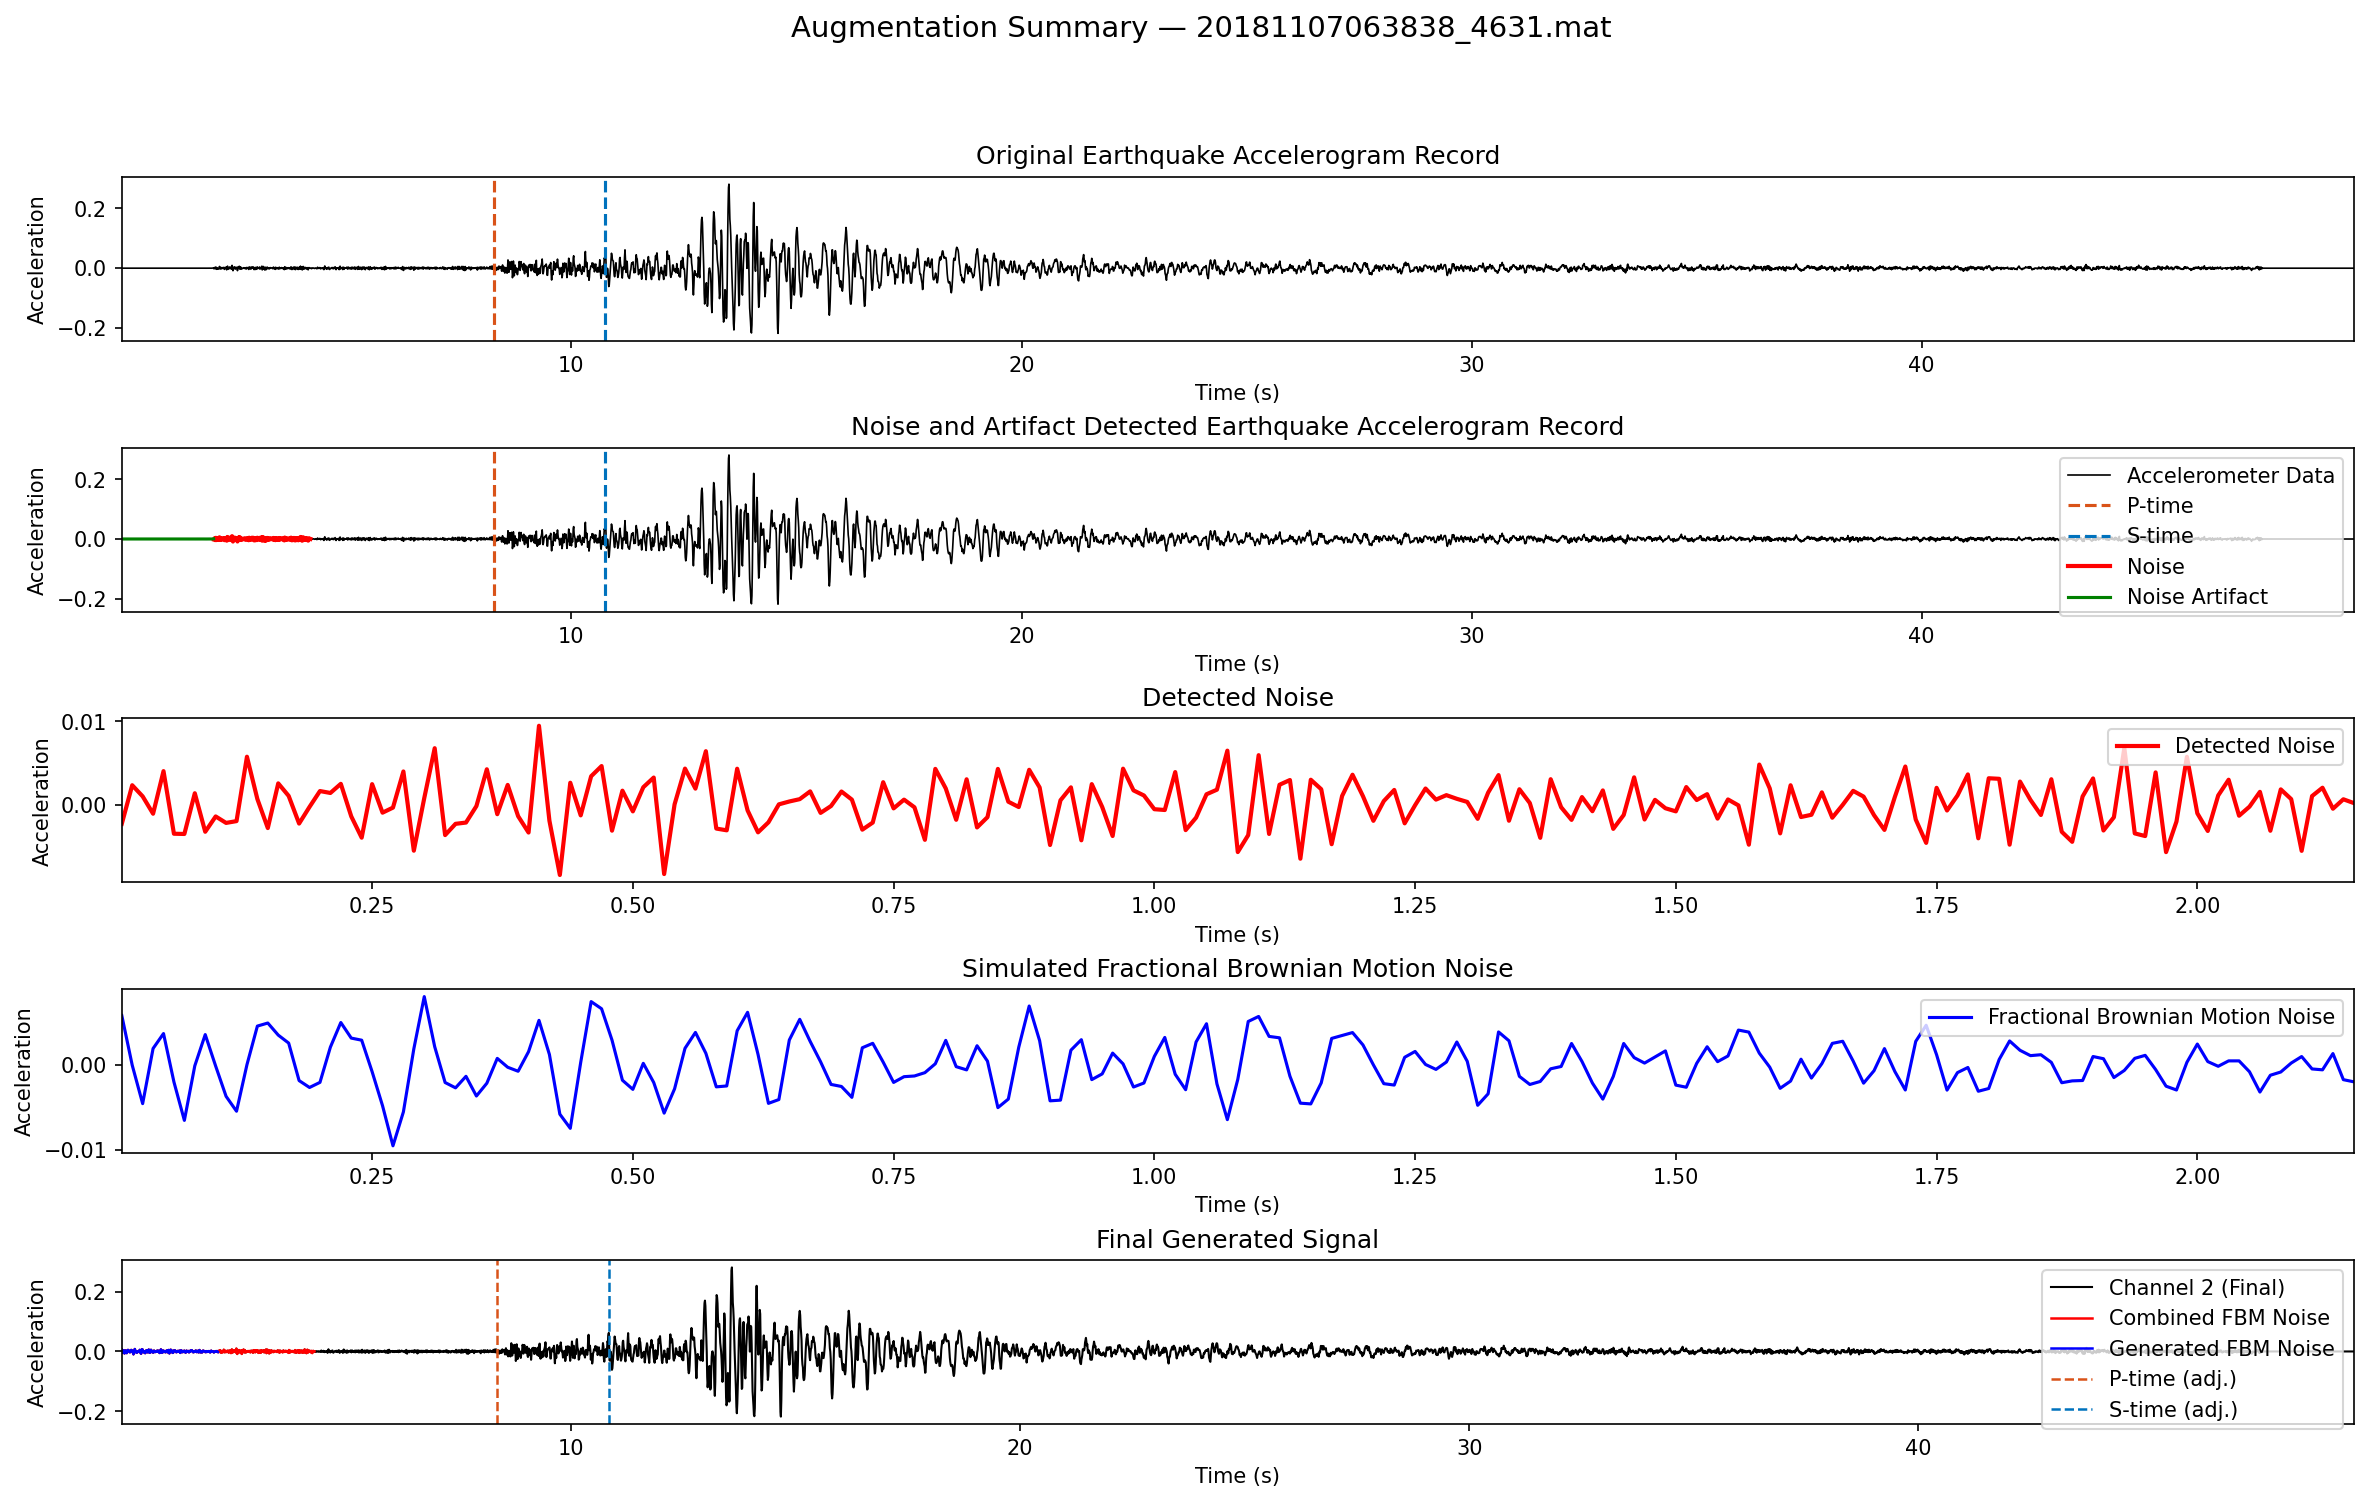 Augmentation Summary — 20181107063838_4631.mat
Original Earthquake Accelerogram Record
Acceleration
0.2
0.0
−0.2
10 20 30 40
Time (s)
Noise and Artifact Detected Earthquake Accelerogram Record
Acceleration
0.2
0.0
−0.2
Accelerometer Data
P-time
S-time
Noise
Noise Artifact
10 20 30 40
Time (s)
Detected Noise
Acceleration
0.01
0.00
Detected Noise
0.25 0.50 0.75 1.00 1.25 1.50 1.75 2.00
Time (s)
Simulated Fractional Brownian Motion Noise
Acceleration
0.00
−0.01
Fractional Brownian Motion Noise
0.25 0.50 0.75 1.00 1.25 1.50 1.75 2.00
Time (s)
Final Generated Signal
Acceleration
0.2
0.0
−0.2
Channel 2 (Final)
Combined FBM Noise
Generated FBM Noise
P-time (adj.)
S-time (adj.)
10 20 30 40
Time (s)